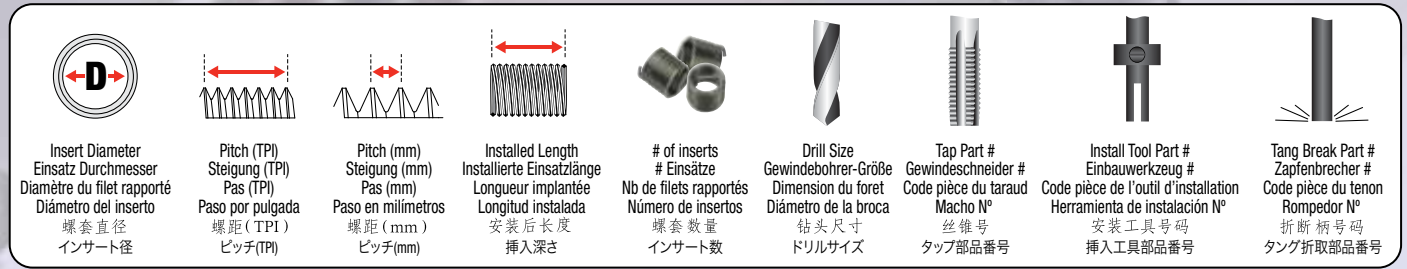 D
Insert Diameter
Einsatz Durchmesser
Diamètre du filet rapporté
Diámetro del inserto
螺套直径
インサート径
Pitch (TPI)
Steigung (TPI)
Pas (TPI)
Paso por pulgada
螺距(TPI)
ピッチ(TPI)
Pitch (mm)
Steigung (mm)
Pas (mm)
Paso en milímetros
螺距(mm)
ピッチ(mm)
Installed Length
Installierte Einsatzlänge
Longueur implantée
Longitud instalada
安装后长度
挿入深さ
# of inserts
# Einsätze
Nb de filets rapportés
Número de insertos
螺套数量
インサート数
Drill Size
Gewindebohrer-Größe
Dimension du foret
Diámetro de la broca
钻头尺寸
ドリルサイズ
Tap Part #
Gewindeschneider #
Code pièce du taraud
Macho Nº
丝锥号
タップ部品番号
Install Tool Part #
Einbauwerkzeug #
Code pièce de l'outil d'installation
Herramienta de instalación Nº
安装工具号码
挿入工具部品番号
Tang Break Part #
Zapfenbrecher #
Code pièce du tenon
Rompedor Nº
折断柄号码
タング折取部品番号